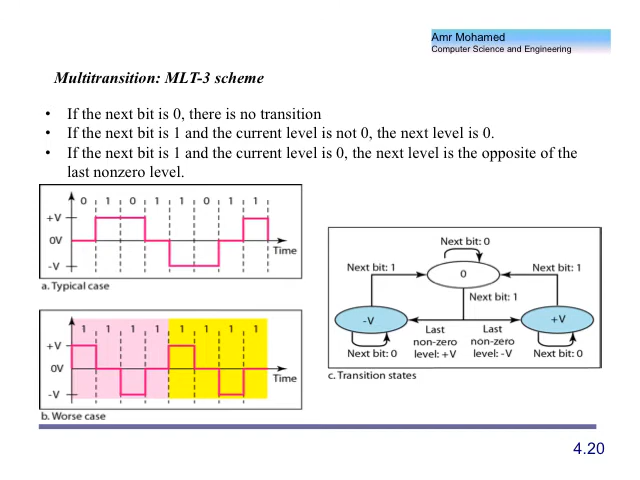 Amr Mohamed
Computer Science and Engineering
Multitransition: MLT-3 scheme
• If the next bit is 0, there is no transition
• If the next bit is 1 and the current level is not 0, the next level is 0.
• If the next bit is 1 and the current level is 0, the next level is the opposite of the
last nonzero level.
0 1 0 1 1 0 1 1
+V
0V
Time
-V
a. Typical case
1 1 1 1 1 1 1 1
+V
0V
Time
-V
b. Worse case
Next bit: 0
Next bit: 1
0
Next bit: 1
Next bit: 1
-V
+V
Last
non-zero
level: +V
Last
non-zero
level: -V
Next bit: 0
Next bit: 0
c. Transition states
4.20